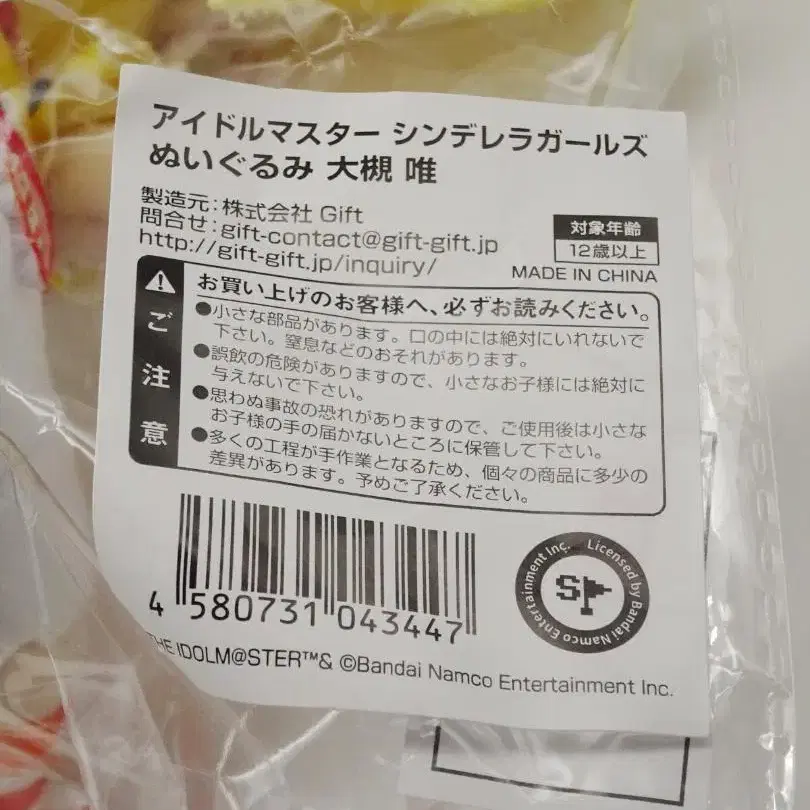 アイドルマスター シンデレラガールズ
ぬいぐるみ 大槻 唯
製造元：株式会社 Gift
問合せ：gift-contact@gift-gift.jp
http://gift-gift.jp/inquiry/
対象年齢
12歳以上
MADE IN CHINA
ご注意
お買い上げのお客様へ、必ずお読みください。
●小さな部品があります。口の中には絶対にいれないで
下さい。窒息などのおそれがあります。
●誤飲の危険がありますので、小さなお子様には絶対に
与えないで下さい。
●思わぬ事故の恐れがありますので、ご使用後は小さな
お子様の手の届かないところに保管して下さい。
●多くの工程が手作業となるため、個々の商品に多少の
差異があります。予めご了承ください。
4 580731 043447
Licensed by Bandai Namco Entertainment Inc.
THE IDOLM@STER™& ©Bandai Namco Entertainment Inc.